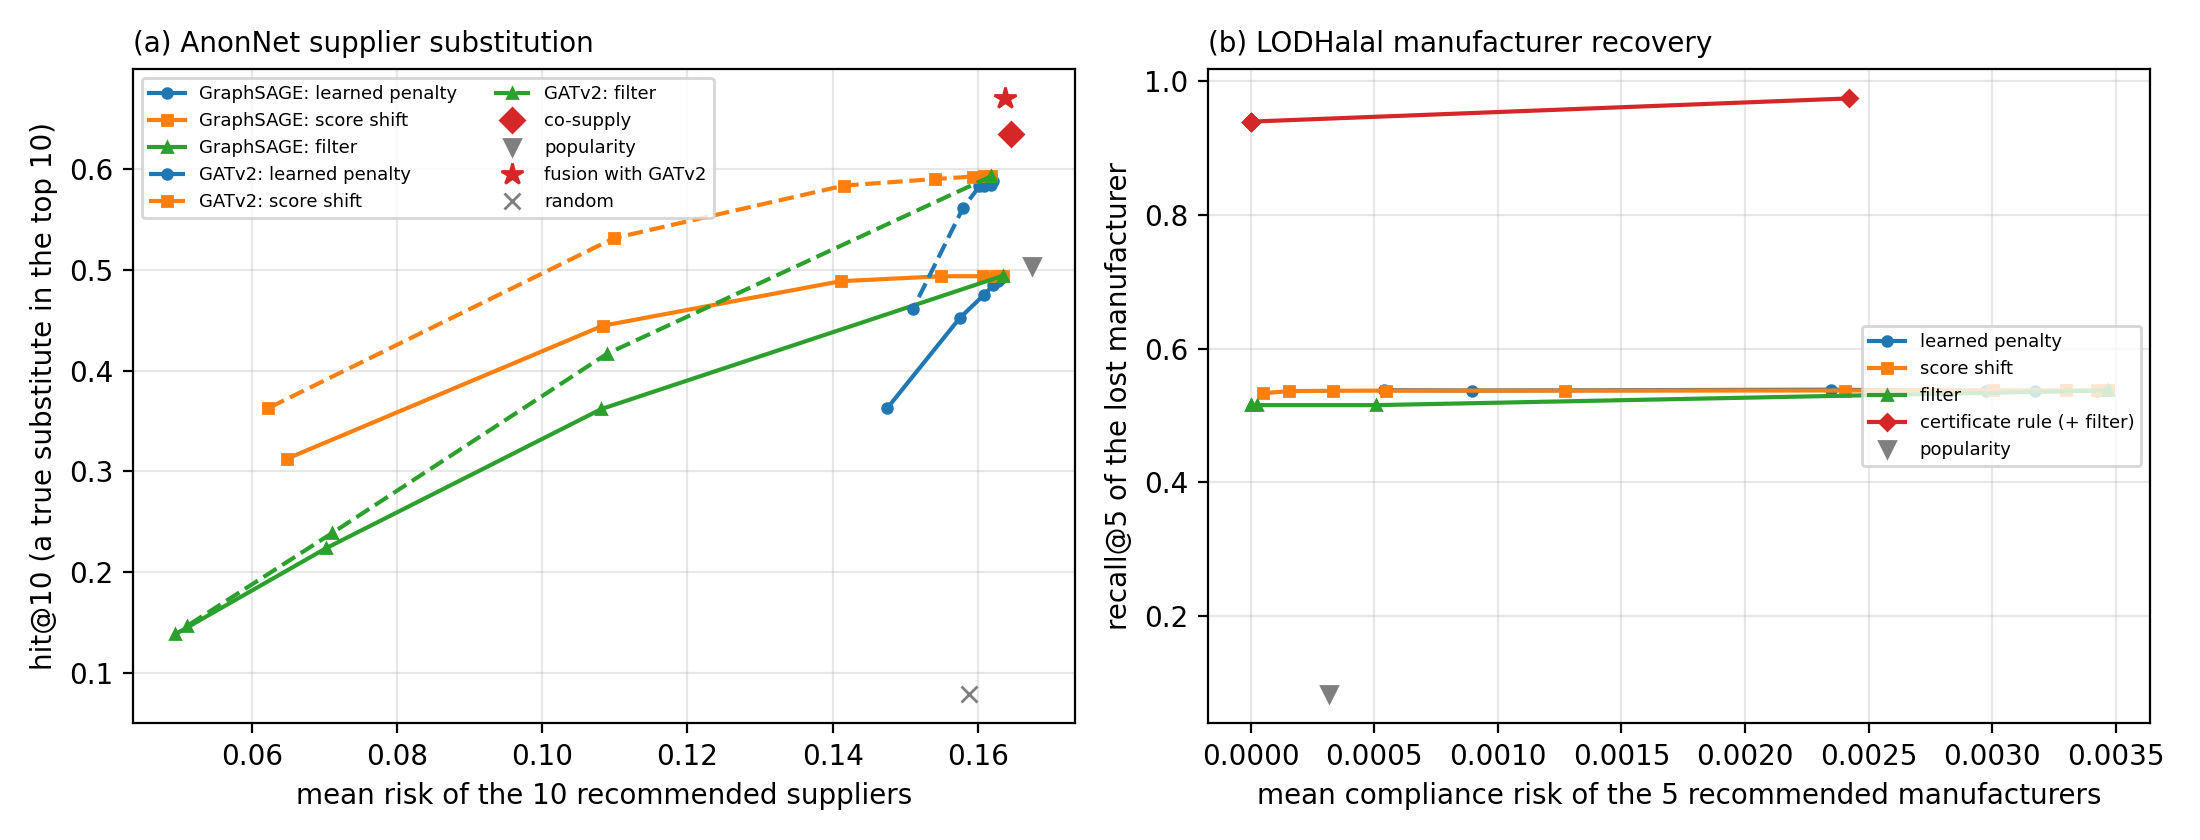 (a) AnonNet supplier substitution
GraphSAGE: learned penalty
GraphSAGE: score shift
GraphSAGE: filter
GATv2: learned penalty
GATv2: score shift
GATv2: filter
co-supply
popularity
fusion with GATv2
random
hit@10 (a true substitute in the top 10)
0.6
0.5
0.4
0.3
0.2
0.1
0.06 0.08 0.10 0.12 0.14 0.16
mean risk of the 10 recommended suppliers
(b) LODHalal manufacturer recovery
recall@5 of the lost manufacturer
1.0
0.8
0.6
0.4
0.2
learned penalty
score shift
filter
certificate rule (+ filter)
popularity
0.0000 0.0005 0.0010 0.0015 0.0020 0.0025 0.0030 0.0035
mean compliance risk of the 5 recommended manufacturers